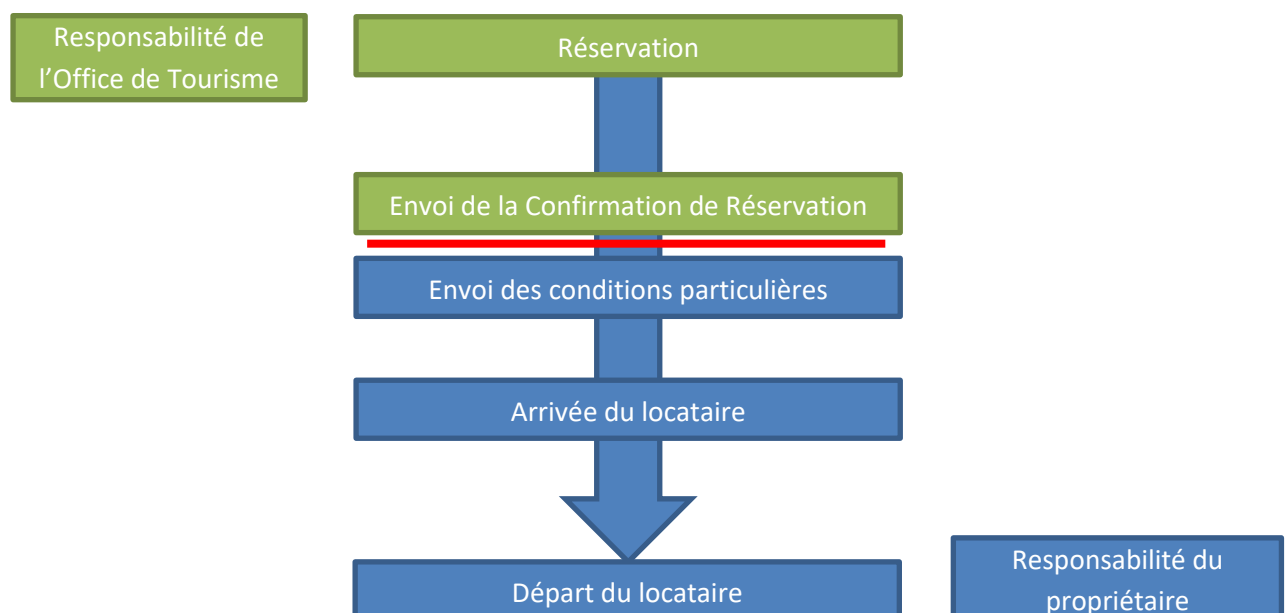 Responsabilité de
l'Office de Tourisme
Réservation
Envoi de la Confirmation de Réservation
Envoi des conditions particulières
Arrivée du locataire
Départ du locataire
Responsabilité du
propriétaire